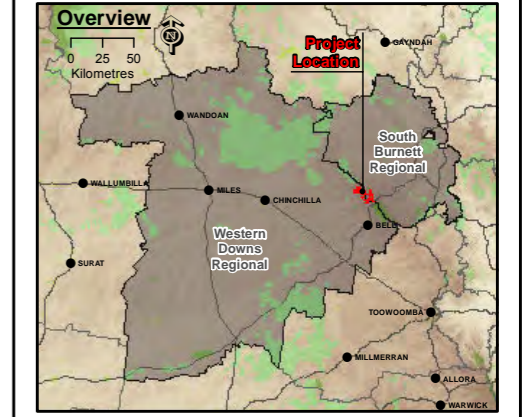 Overview
N
0 25 50
Kilometres
Project
Location
GAYNDAH
WANDOAN
South
Burnett
Regional
WALLUMBILLA
MILES
CHINCHILLA
BELL
Western
Downs
Regional
SURAT
TOOWOOMBA
MILLMERRAN
ALLORA
WARWICK